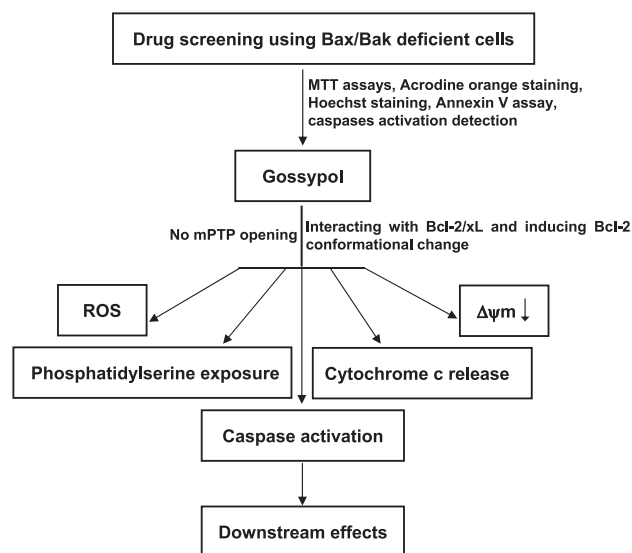 Drug screening using Bax/Bak deficient cells
MTT assays, Acrodine orange staining,
Hoechst staining, Annexin V assay,
caspases activation detection
Gossypol
No mPTP opening
Interacting with Bcl-2/xL and inducing Bcl-2
conformational change
ROS
Δψm ↓
Phosphatidylserine exposure
Cytochrome c release
Caspase activation
Downstream effects